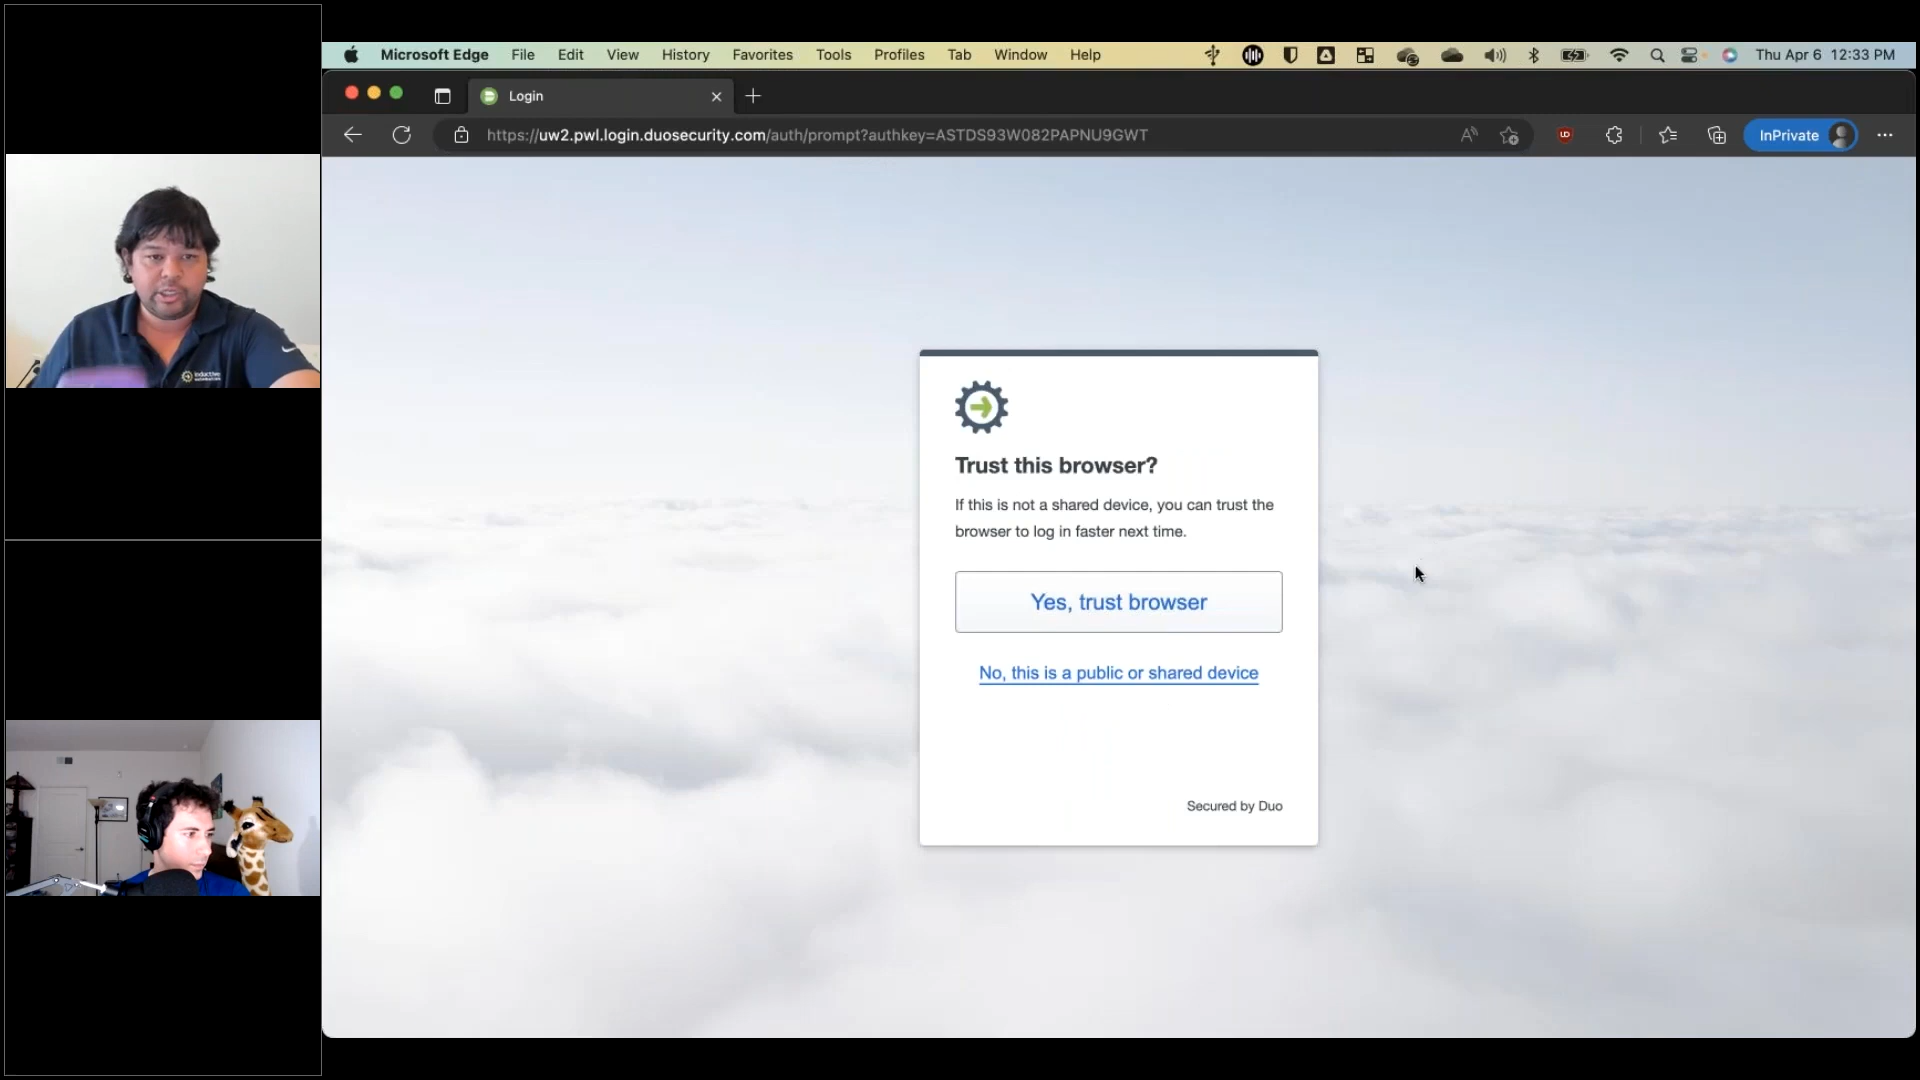 Microsoft Edge File Edit View History Favorites Tools Profiles Tab Window Help Thu Apr 6 12:33 PM
Login
https://uw2.pwl.login.duosecurity.com/auth/prompt?authkey=ASTDS93W082PAPNU9GWT InPrivate
Trust this browser?
If this is not a shared device, you can trust the
browser to log in faster next time.
Yes, trust browser
No, this is a public or shared device
Secured by Duo
inductive
automation